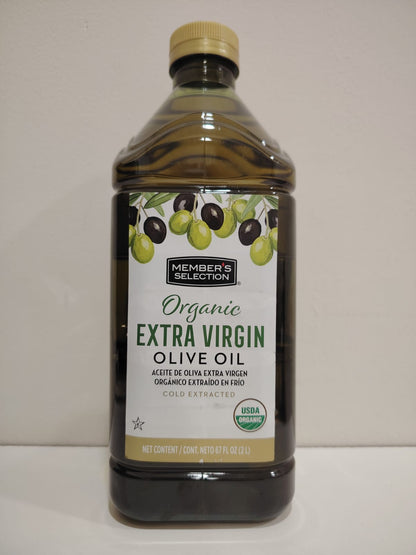 MEMBER'S
SELECTION®
Organic
EXTRA VIRGIN
OLIVE OIL
ACEITE DE OLIVA EXTRA VIRGEN
ORGÁNICO EXTRAÍDO EN FRÍO
COLD EXTRACTED
USDA
ORGANIC
NET CONTENT / CONT. NETO 67 FL OZ (2 L)